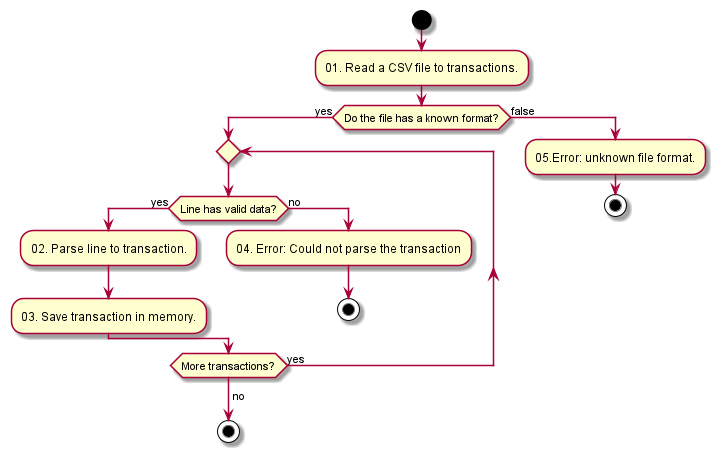 01. Read a CSV file to transactions.
yes
Do the file has a known format?
false
05.Error: unknown file format.
yes
Line has valid data?
no
02. Parse line to transaction.
04. Error: Could not parse the transaction
03. Save transaction in memory.
More transactions?
yes
no